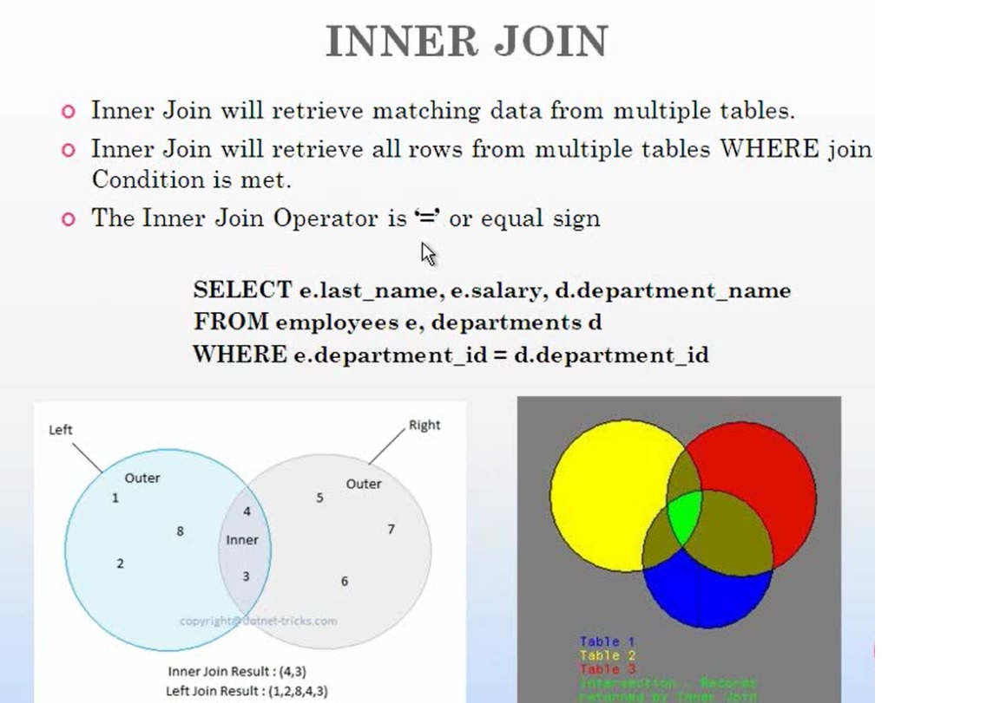 INNER JOIN
Inner Join will retrieve matching data from multiple tables.
Inner Join will retrieve all rows from multiple tables WHERE join
Condition is met.
The Inner Join Operator is ‘=’ or equal sign
SELECT e.last_name, e.salary, d.department_name
FROM employees e, departments d
WHERE e.department_id = d.department_id
Left
Right
Outer
Outer
1
5
4
8
7
Inner
2
3
6
copyright@dotnet-tricks.com
Inner Join Result : (4,3)
Left Join Result : (1,2,8,4,3)
Table 1
Table 2
Table 3
Intersection - Records
returned by Inner Join